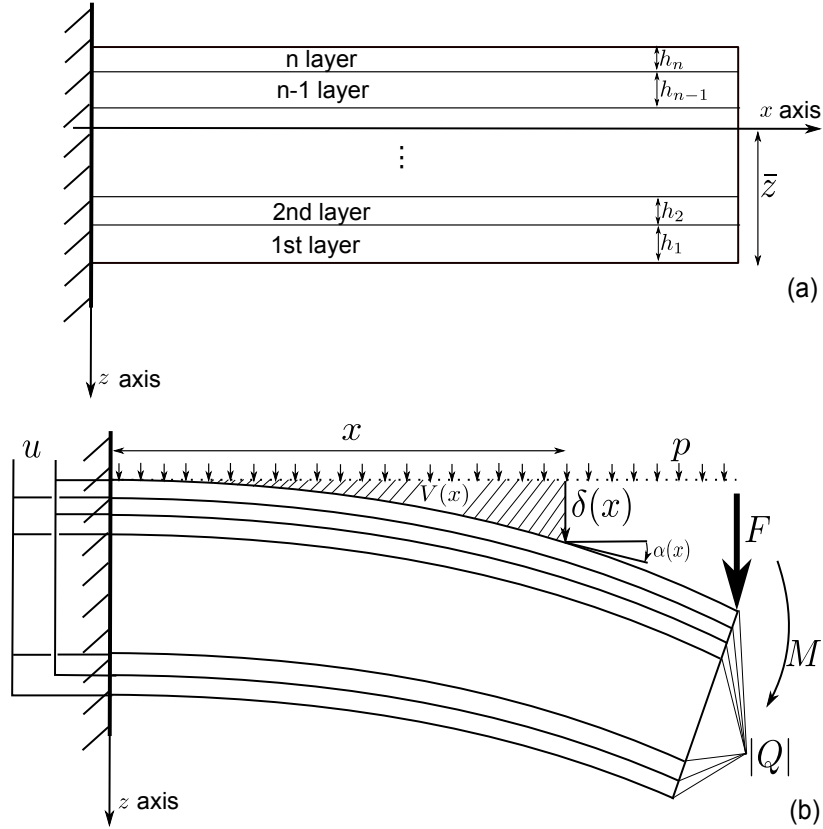 n layer
h_n
n-1 layer
h_{n-1}
x axis
⋮
z̄
2nd layer
h_2
1st layer
h_1
(a)
z axis
u
x
p
V(x)
δ(x)
F
α(x)
M
|Q|
z axis
(b)